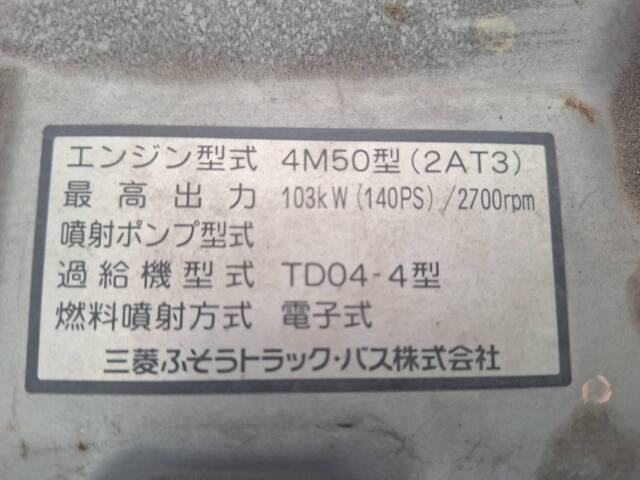 エンジン型式 4M50型(2AT3)
最高出力 103kW(140PS)/2700rpm
噴射ポンプ型式
過給機型式 TD04-4型
燃料噴射方式 電子式
三菱ふそうトラック・バス株式会社